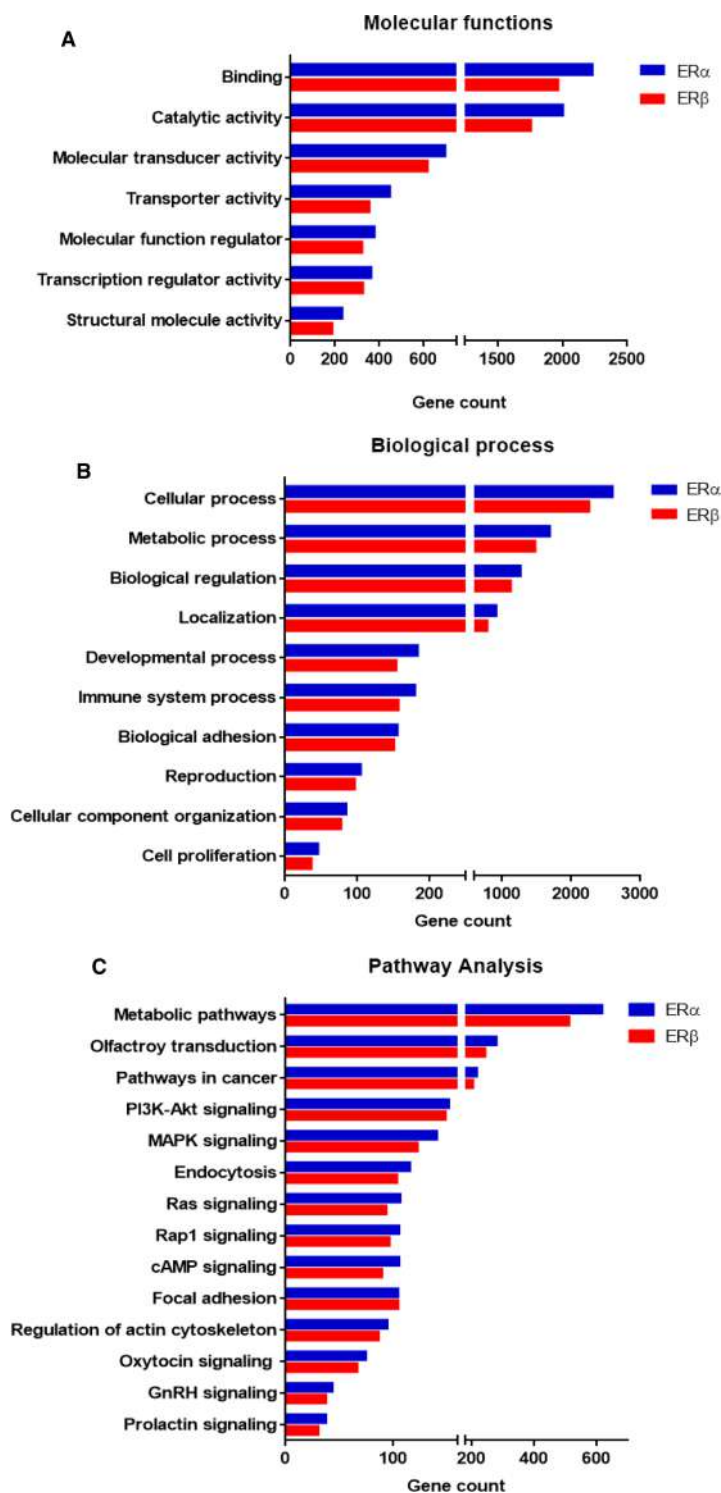 A
Molecular functions
Binding
Catalytic activity
Molecular transducer activity
Transporter activity
Molecular function regulator
Transcription regulator activity
Structural molecule activity
ERα
ERβ
0 200 400 600 1500 2000 2500
Gene count
B
Biological process
Cellular process
Metabolic process
Biological regulation
Localization
Developmental process
Immune system process
Biological adhesion
Reproduction
Cellular component organization
Cell proliferation
ERα
ERβ
0 100 200 1000 2000 3000
Gene count
C
Pathway Analysis
Metabolic pathways
Olfactroy transduction
Pathways in cancer
PI3K-Akt signaling
MAPK signaling
Endocytosis
Ras signaling
Rap1 signaling
cAMP signaling
Focal adhesion
Regulation of actin cytoskeleton
Oxytocin signaling
GnRH signaling
Prolactin signaling
ERα
ERβ
0 100 200 400 600
Gene count